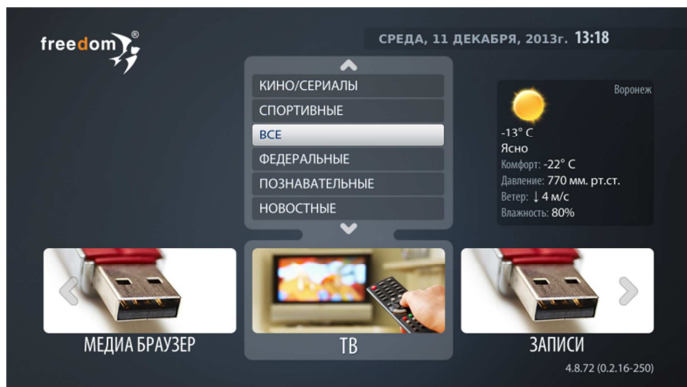 freedom®
СРЕДА, 11 ДЕКАБРЯ, 2013г. 13:18
КИНО/СЕРИАЛЫ
СПОРТИВНЫЕ
ВСЕ
ФЕДЕРАЛЬНЫЕ
ПОЗНАВАТЕЛЬНЫЕ
НОВОСТНЫЕ
Воронеж
-13° C
Ясно
Комфорт: -22° C
Давление: 770 мм. рт.ст.
Ветер: ↓ 4 м/с
Влажность: 80%
МЕДИА БРАУЗЕР
ТВ
ЗАПИСИ
4.8.72 (0.2.16-250)